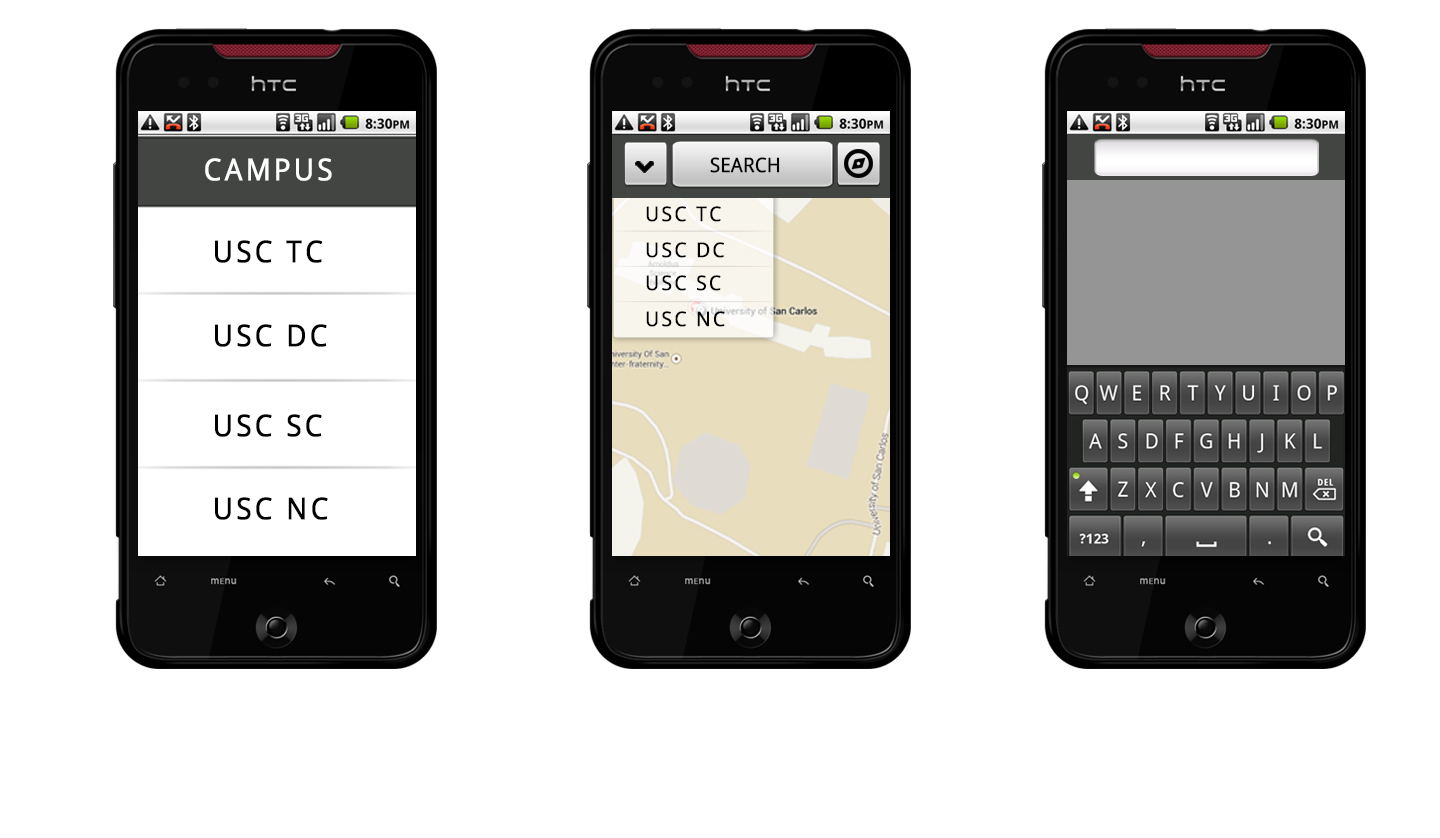 hTC
8:30PM
CAMPUS
USC TC
USC DC
USC SC
USC NC
MENU
hTC
8:30PM
SEARCH
USC TC
USC DC
USC SC
USC NC
University of San Carlos
niversity Of San
nter-fraternity...
University of San Carlos
MENU
hTC
8:30PM
Q W E R T Y U I O P
A S D F G H J K L
Z X C V B N M DEL
?123 , .
MENU